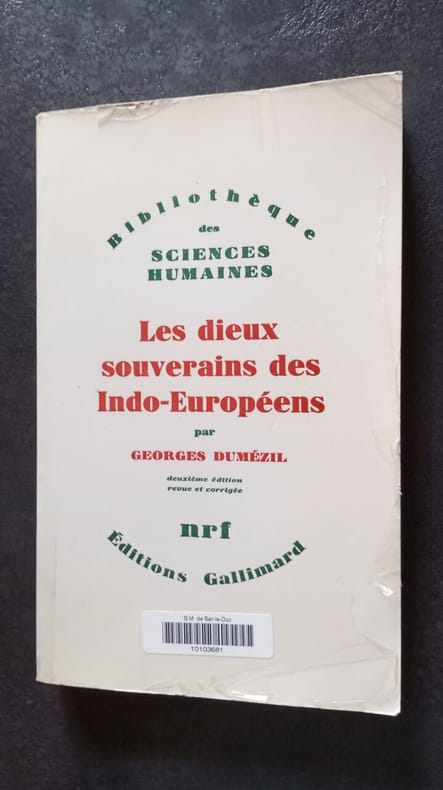 Bibliothèque
des
SCIENCES
HUMAINES
Les dieux
souverains des
Indo-Européens
par
GEORGES DUMÉZIL
deuxième édition
revue et corrigée
nrf
Éditions Gallimard
B.M. de Bar-le-Duc
10103681